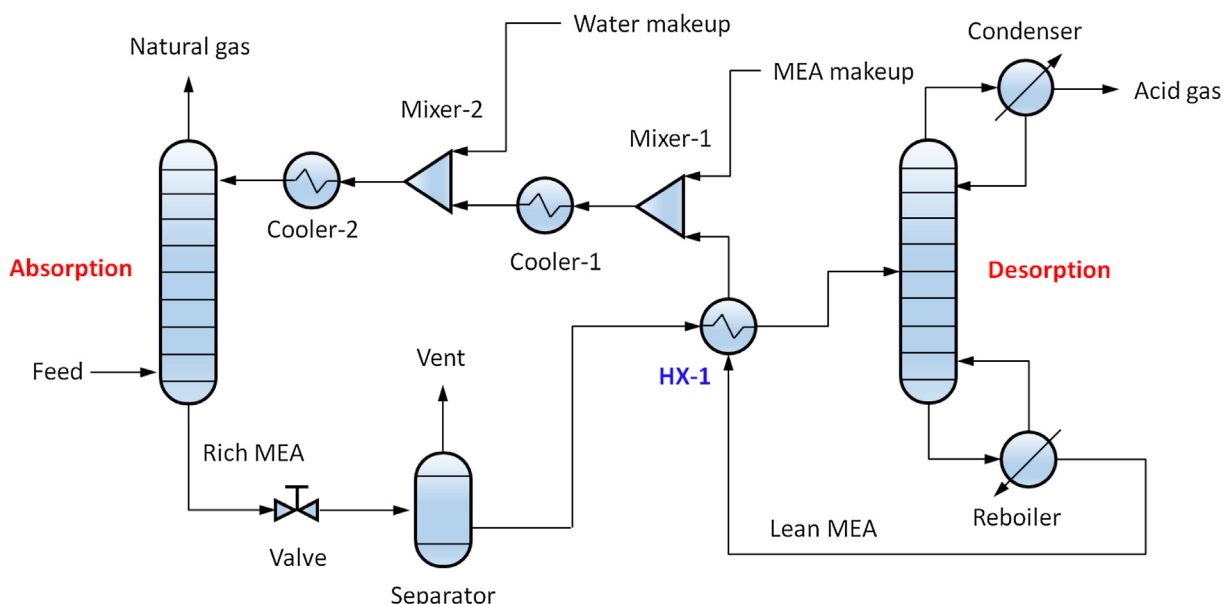 Water makeup
Condenser
Natural gas
MEA makeup
Acid gas
Mixer-2
Mixer-1
Cooler-2
Cooler-1
Absorption
Desorption
Feed
Vent
HX-1
Rich MEA
Valve
Separator
Lean MEA
Reboiler